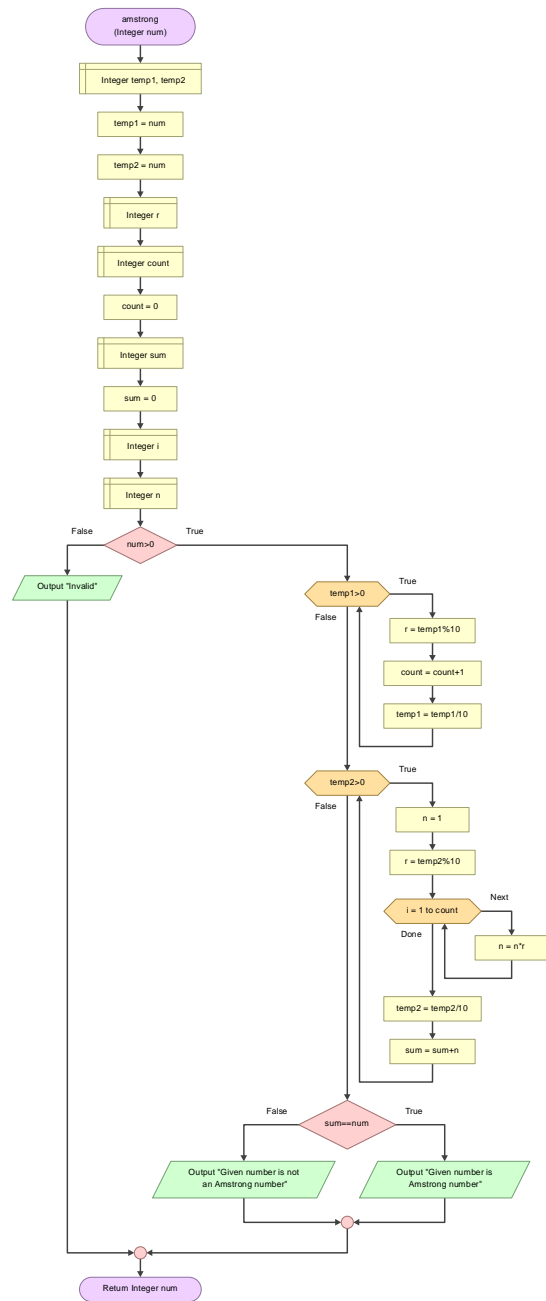 amstrong
(Integer num)
Integer temp1, temp2
temp1 = num
temp2 = num
Integer r
Integer count
count = 0
Integer sum
sum = 0
Integer i
Integer n
False
True
num>0
Output "Invalid"
temp1>0
True
False
r = temp1%10
count = count+1
temp1 = temp1/10
temp2>0
True
False
n = 1
r = temp2%10
i = 1 to count
Next
Done
n = n*r
temp2 = temp2/10
sum = sum+n
False
True
sum==num
Output "Given number is not
an Amstrong number"
Output "Given number is
Amstrong number"
Return Integer num